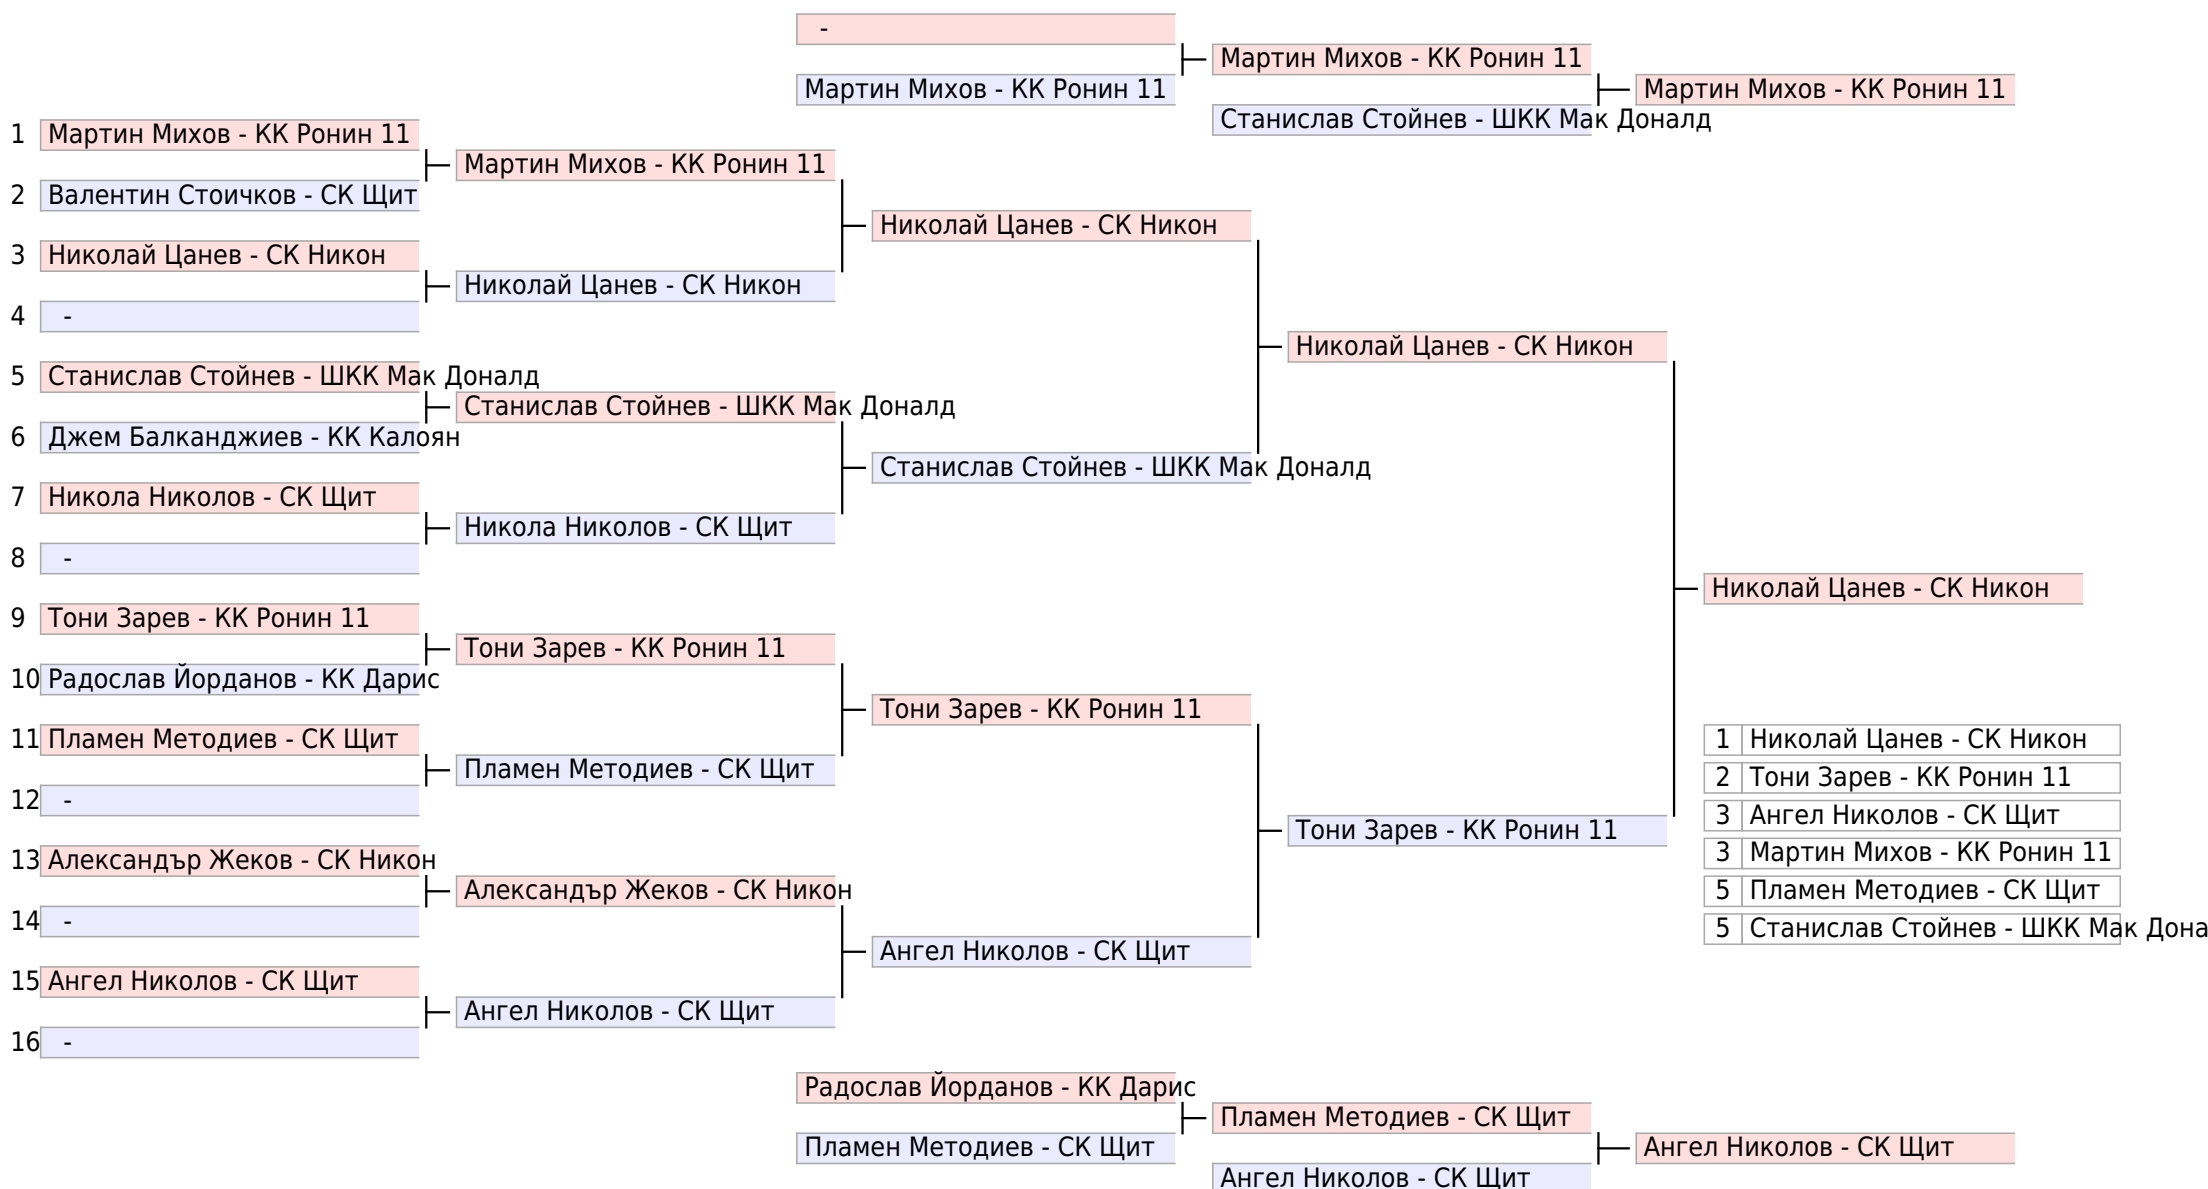 -
Мартин Михов - КК Ронин 11
Мартин Михов - КК Ронин 11
Мартин Михов - КК Ронин 11
Станислав Стойнев - ШКК Мак Доналд
1 Мартин Михов - КК Ронин 11
Мартин Михов - КК Ронин 11
2 Валентин Стоичков - СК Щит
Николай Цанев - СК Никон
3 Николай Цанев - СК Никон
Николай Цанев - СК Никон
4 -
Николай Цанев - СК Никон
5 Станислав Стойнев - ШКК Мак Доналд
Станислав Стойнев - ШКК Мак Доналд
6 Джем Балканджиев - КК Калоян
Станислав Стойнев - ШКК Мак Доналд
7 Никола Николов - СК Щит
Никола Николов - СК Щит
8 -
Николай Цанев - СК Никон
9 Тони Зарев - КК Ронин 11
Тони Зарев - КК Ронин 11
10 Радослав Йорданов - КК Дарис
Тони Зарев - КК Ронин 11
11 Пламен Методиев - СК Щит
Пламен Методиев - СК Щит
12 -
Тони Зарев - КК Ронин 11
13 Александър Жеков - СК Никон
Александър Жеков - СК Никон
14 -
Ангел Николов - СК Щит
15 Ангел Николов - СК Щит
Ангел Николов - СК Щит
16 -
1 Николай Цанев - СК Никон
2 Тони Зарев - КК Ронин 11
3 Ангел Николов - СК Щит
3 Мартин Михов - КК Ронин 11
5 Пламен Методиев - СК Щит
5 Станислав Стойнев - ШКК Мак Дона
Радослав Йорданов - КК Дарис
Пламен Методиев - СК Щит
Пламен Методиев - СК Щит
Ангел Николов - СК Щит
Ангел Николов - СК Щит